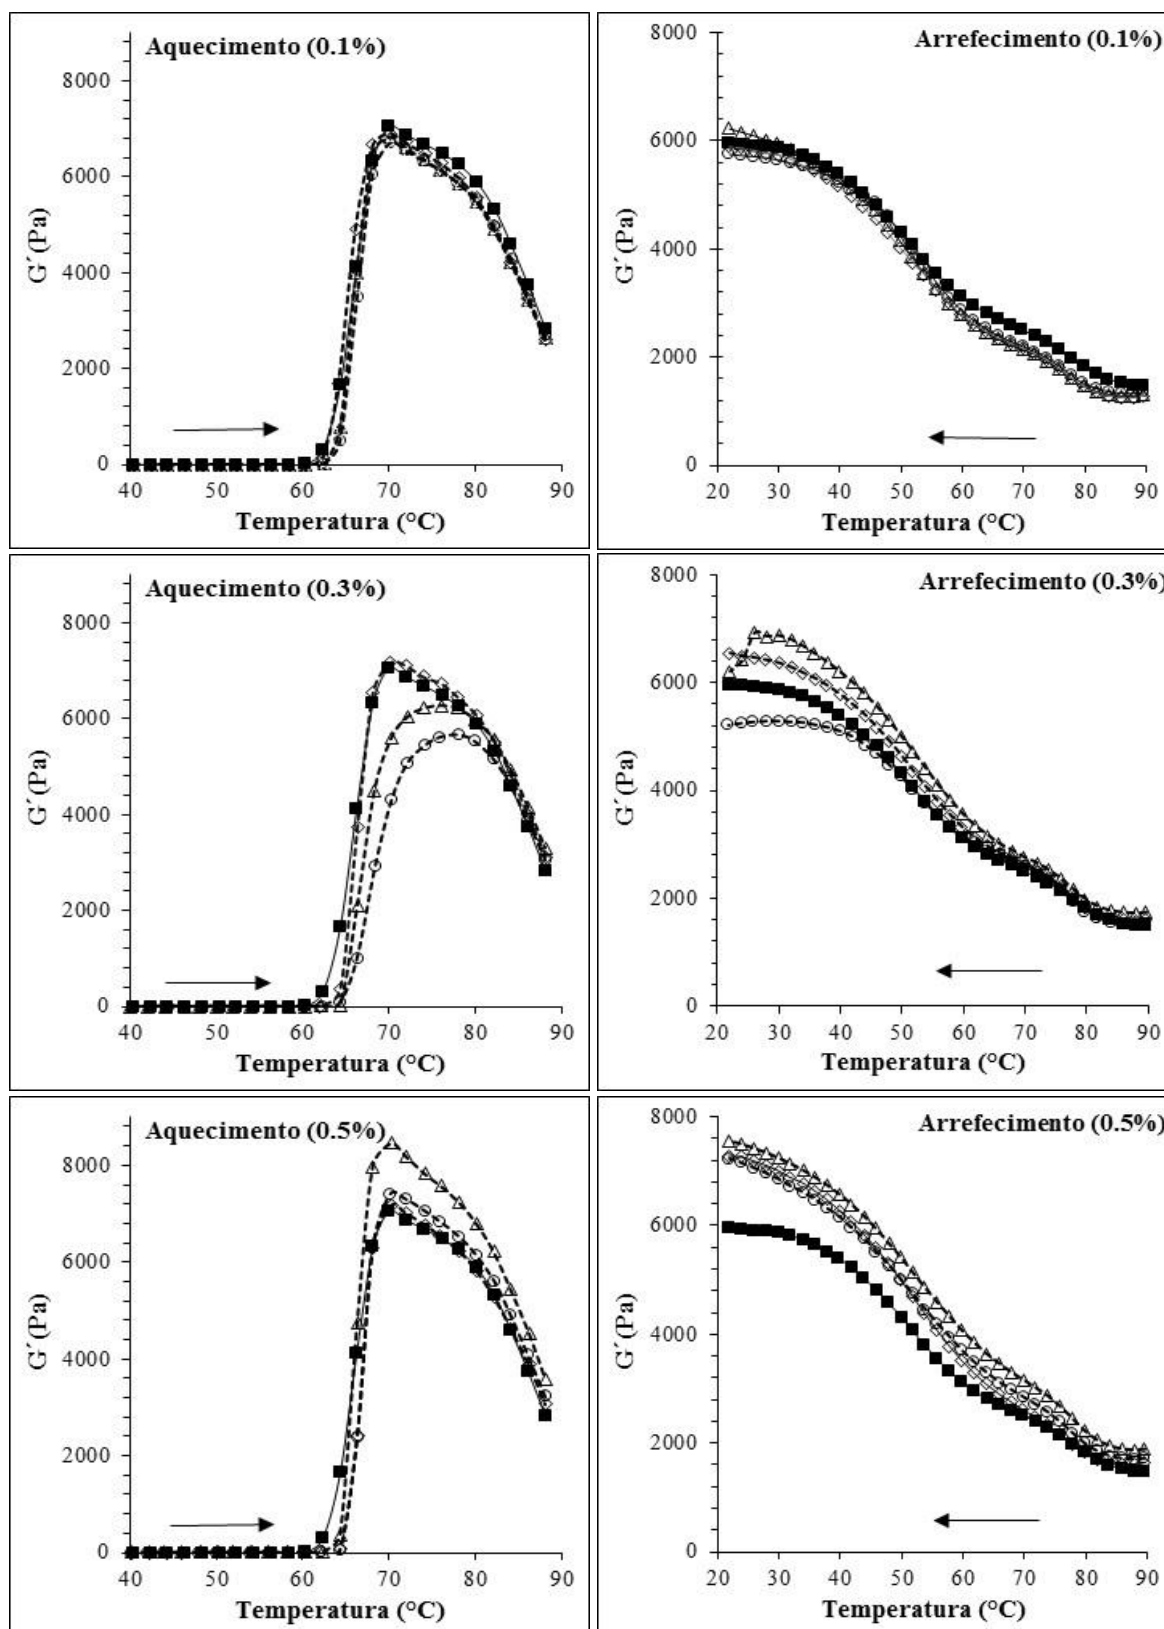 Aquecimento (0.1%)
8000
6000
4000
2000
0
G´(Pa)
40 50 60 70 80 90
Temperatura (°C)
Arrefecimento (0.1%)
8000
6000
4000
2000
0
G´(Pa)
20 30 40 50 60 70 80 90
Temperatura (°C)
Aquecimento (0.3%)
8000
6000
4000
2000
0
G´(Pa)
40 50 60 70 80 90
Temperatura (°C)
Arrefecimento (0.3%)
8000
6000
4000
2000
0
G´(Pa)
20 30 40 50 60 70 80 90
Temperatura (°C)
Aquecimento (0.5%)
8000
6000
4000
2000
0
G´(Pa)
40 50 60 70 80 90
Temperatura (°C)
Arrefecimento (0.5%)
8000
6000
4000
2000
0
G´(Pa)
20 30 40 50 60 70 80 90
Temperatura (°C)